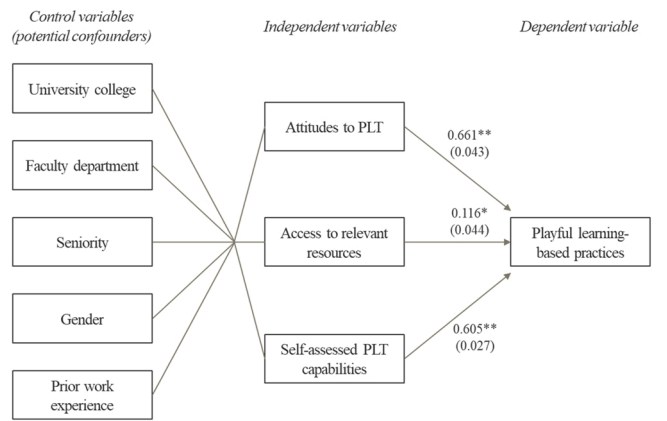 Control variables
(potential confounders)
Independent variables
Dependent variable
University college
Faculty department
Seniority
Gender
Prior work
experience
Attitudes to PLT
Access to relevant
resources
Self-assessed PLT
capabilities
0.661**
(0.043)
0.116*
(0.044)
0.605**
(0.027)
Playful learning-
based practices